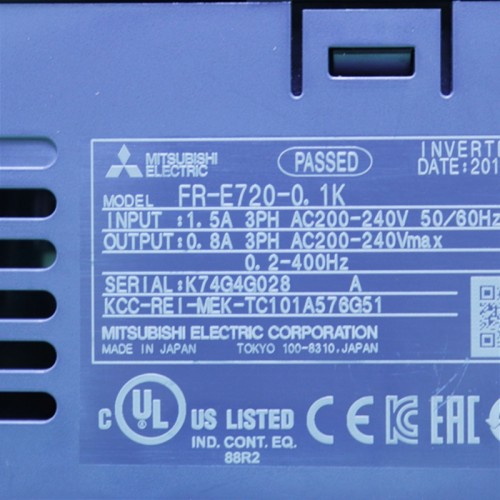 MITSUBISHI
ELECTRIC
PASSED
INVERT
DATE:201
MODEL FR-E720-0.1K
INPUT :1.5A 3PH AC200-240V 50/60Hz
OUTPUT:0.8A 3PH AC200-240Vmax
0.2-400Hz
SERIAL:K74G4G028 A
KCC-REI-MEK-TC101A576G51
MITSUBISHI ELECTRIC CORPORATION
MADE IN JAPAN TOKYO 100-8310,JAPAN
c UL US LISTED CE KC EAC
IND. CONT. EQ.
88R2